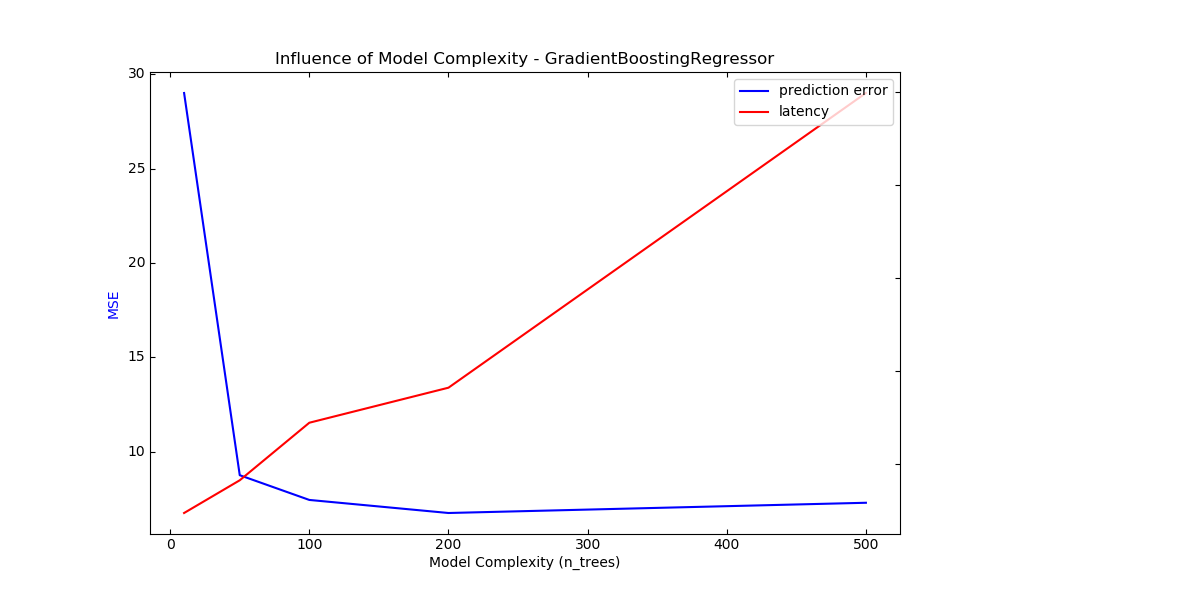 Influence of Model Complexity - GradientBoostingRegressor
prediction error
latency
30
25
20
15
10
MSE
0 100 200 300 400 500
Model Complexity (n_trees)